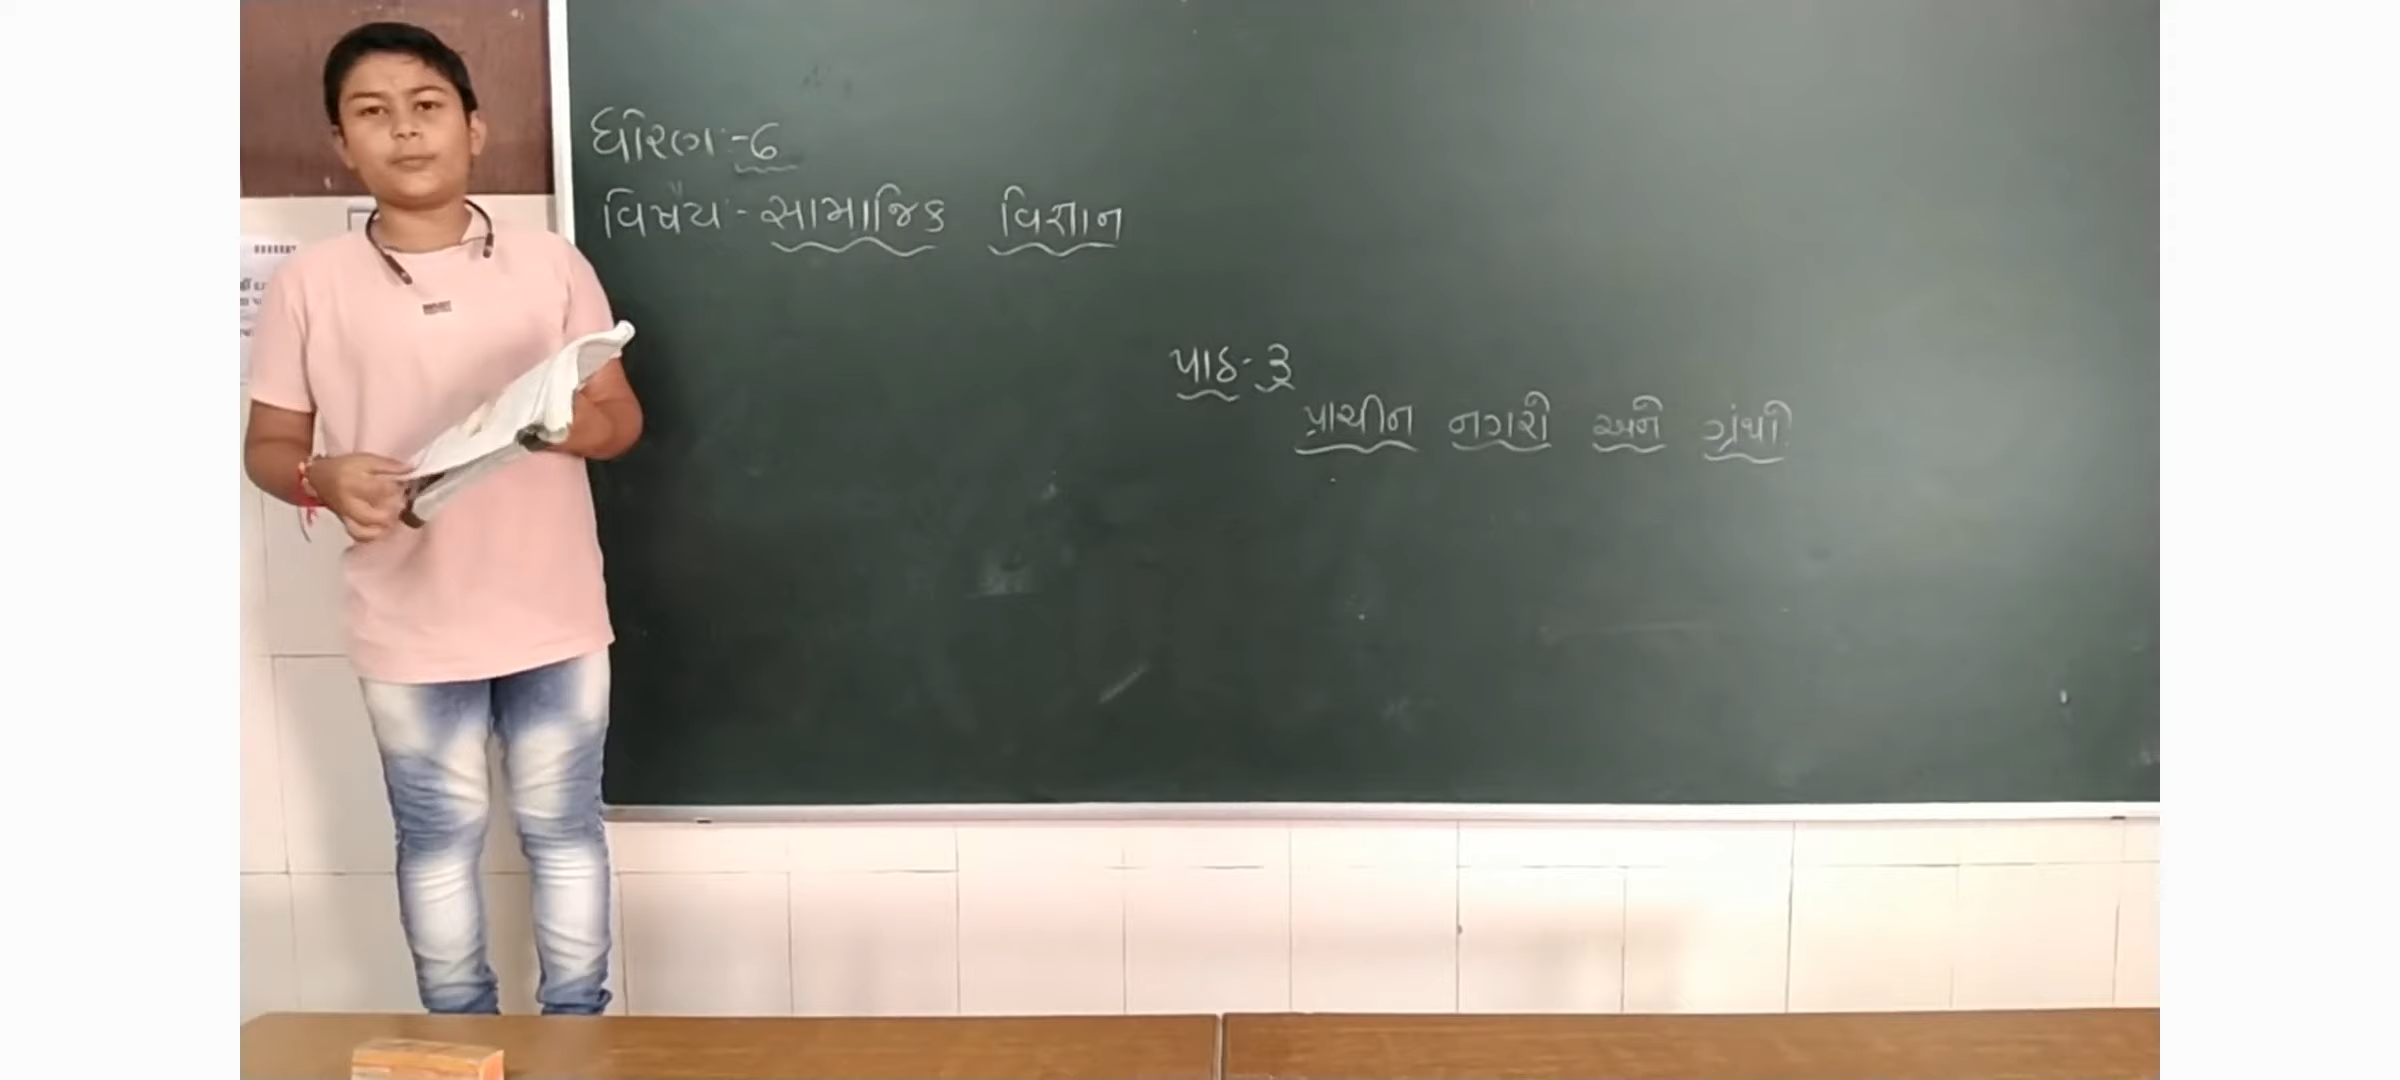 ધોરણ :- ૬
વિષય :- સામાજિક વિજ્ઞાન
પાઠ - ૩
પ્રાચીન નગરો અને ગ્રંથો